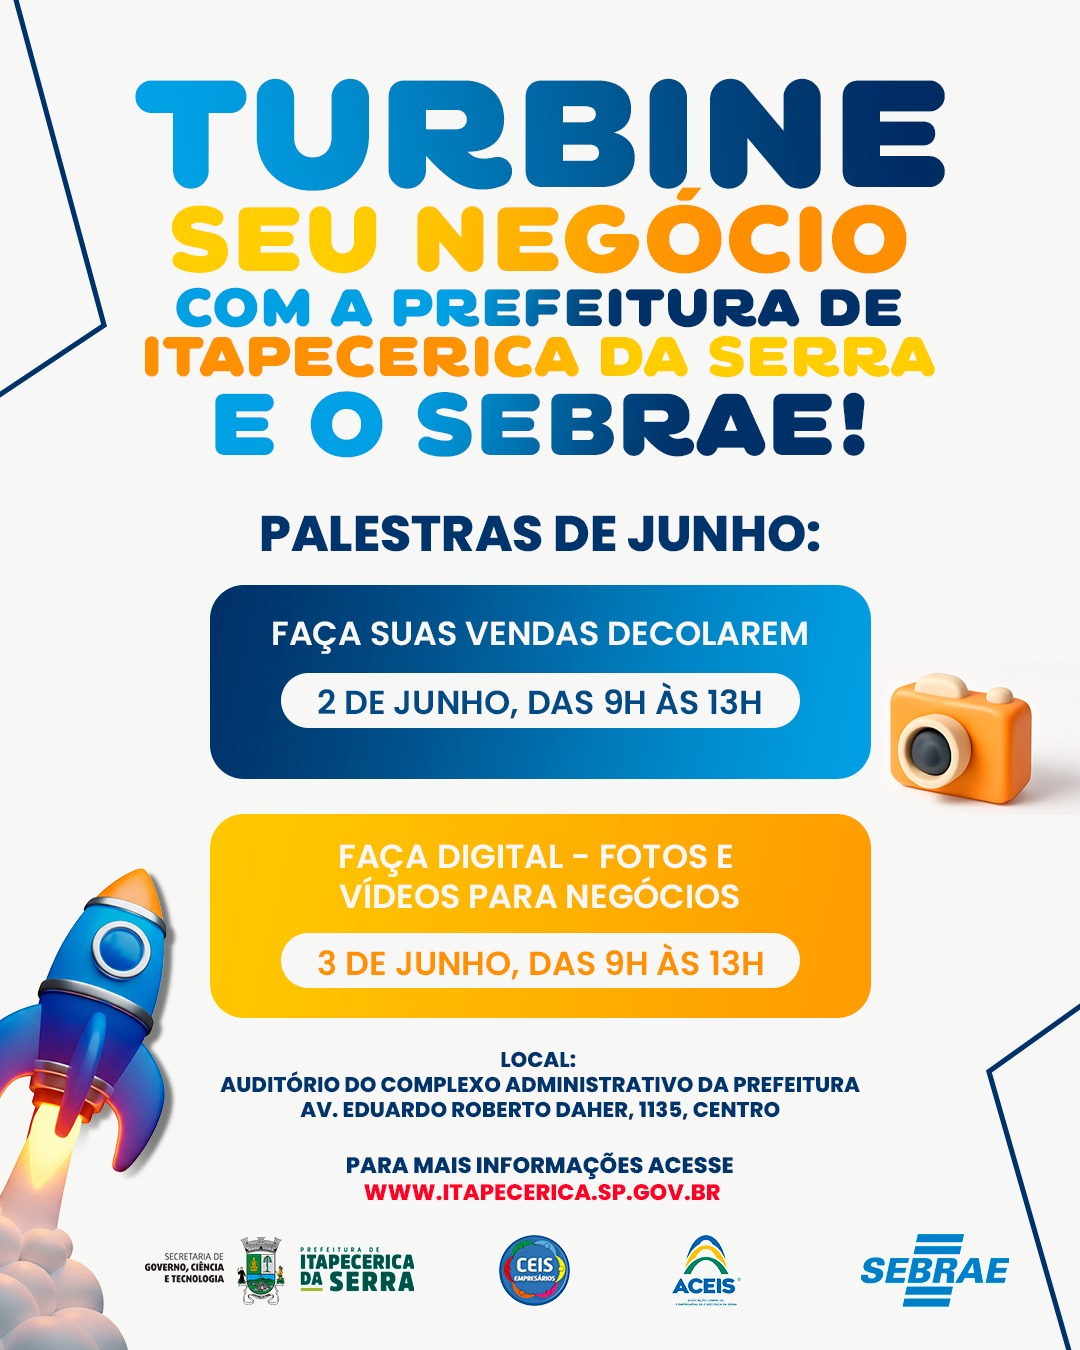 TURBINE
SEU NEGÓCIO
COM A PREFEITURA DE
ITAPECERICA DA SERRA
E O SEBRAE!
PALESTRAS DE JUNHO:
FAÇA SUAS VENDAS DECOLAREM
2 DE JUNHO, DAS 9H ÀS 13H
FAÇA DIGITAL - FOTOS E
VÍDEOS PARA NEGÓCIOS
3 DE JUNHO, DAS 9H ÀS 13H
LOCAL:
AUDITÓRIO DO COMPLEXO ADMINISTRATIVO DA PREFEITURA
AV. EDUARDO ROBERTO DAHER, 1135, CENTRO
PARA MAIS INFORMAÇÕES ACESSE
WWW.ITAPECERICA.SP.GOV.BR
SECRETARIA DE
GOVERNO, CIÊNCIA
E TECNOLOGIA
PREFEITURA DE
ITAPECERICA
DA SERRA
CEIS
EMPRESÁRIOS
ACEIS
SEBRAE